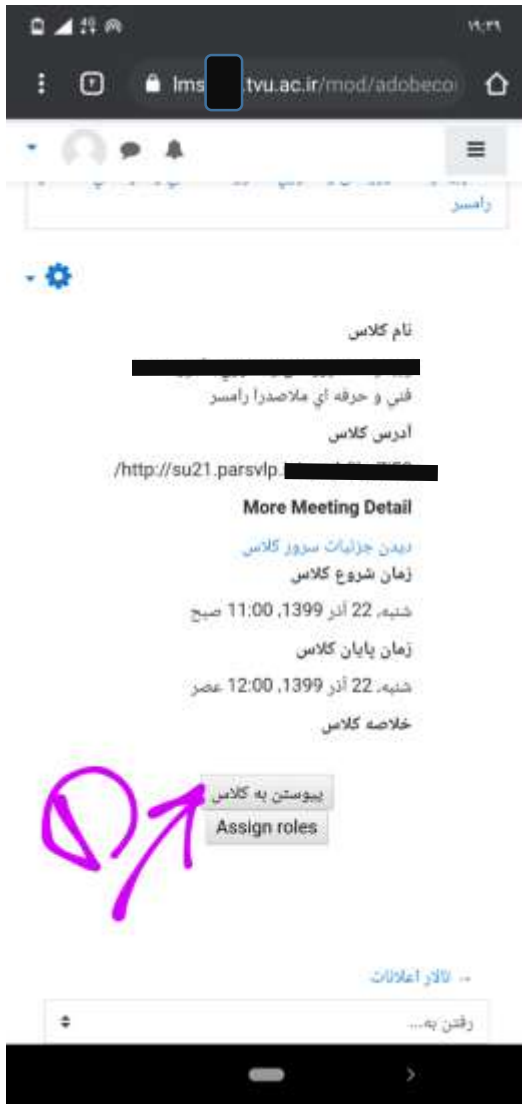 ۱۹:۳۹
lms tvu.ac.ir/mod/adobeco
رامسر
نام کلاس
فني و حرفه اي ملاصدرا رامسر
آدرس کلاس
/http://su21.parsvlp.
More Meeting Detail
دیدن جزئیات سرور کلاس
زمان شروع کلاس
شنبه، 22 آذر 1399، 11:00 صبح
زمان پایان کلاس
شنبه، 22 آذر 1399، 12:00 عصر
خلاصه کلاس
پیوستن به کلاس
Assign roles
← تالار اعلانات
رفتن به...